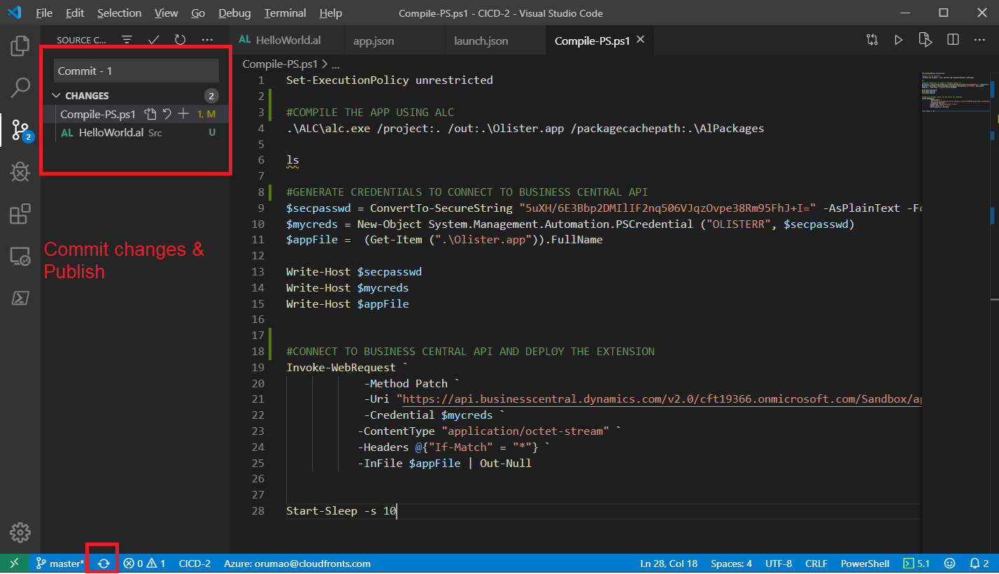 File Edit Selection View Go Debug Terminal Help Compile-PS.ps1 - CICD-2 - Visual Studio Code
SOURCE C... AL HelloWorld.al app.json launch.json Compile-PS.ps1
Commit - 1
CHANGES 2
Compile-PS.ps1 1, M
AL HelloWorld.al Src U
2
Commit changes &
Publish
Compile-PS.ps1 > ...
1 Set-ExecutionPolicy unrestricted
2
3 #COMPILE THE APP USING ALC
4 .\ALC\alc.exe /project:. /out:.\Olister.app /packagecachepath:.\AlPackages
5
6 ls
7
8 #GENERATE CREDENTIALS TO CONNECT TO BUSINESS CENTRAL API
9 $secpasswd = ConvertTo-SecureString "5uXH/6E3Bbp2DMIlIF2nq506VJqzOvpe38Rm95FhJ+I=" -AsPlainText -Fo
10 $mycreds = New-Object System.Management.Automation.PSCredential ("OLISTERR", $secpasswd)
11 $appFile =  (Get-Item (".\Olister.app")).FullName
12
13 Write-Host $secpasswd
14 Write-Host $mycreds
15 Write-Host $appFile
16
17
18 #CONNECT TO BUSINESS CENTRAL API AND DEPLOY THE EXTENSION
19 Invoke-WebRequest `
20 -Method Patch `
21 -Uri "https://api.businesscentral.dynamics.com/v2.0/cft19366.onmicrosoft.com/Sandbox/ap
22 -Credential $mycreds `
23 -ContentType "application/octet-stream" `
24 -Headers @{"If-Match" = "*"} `
25 -InFile $appFile | Out-Null
26
27
28 Start-Sleep -s 10
master* 0 1 CICD-2 Azure: orumao@cloudfronts.com Ln 28, Col 18 Spaces: 4 UTF-8 CRLF PowerShell 5.1 2